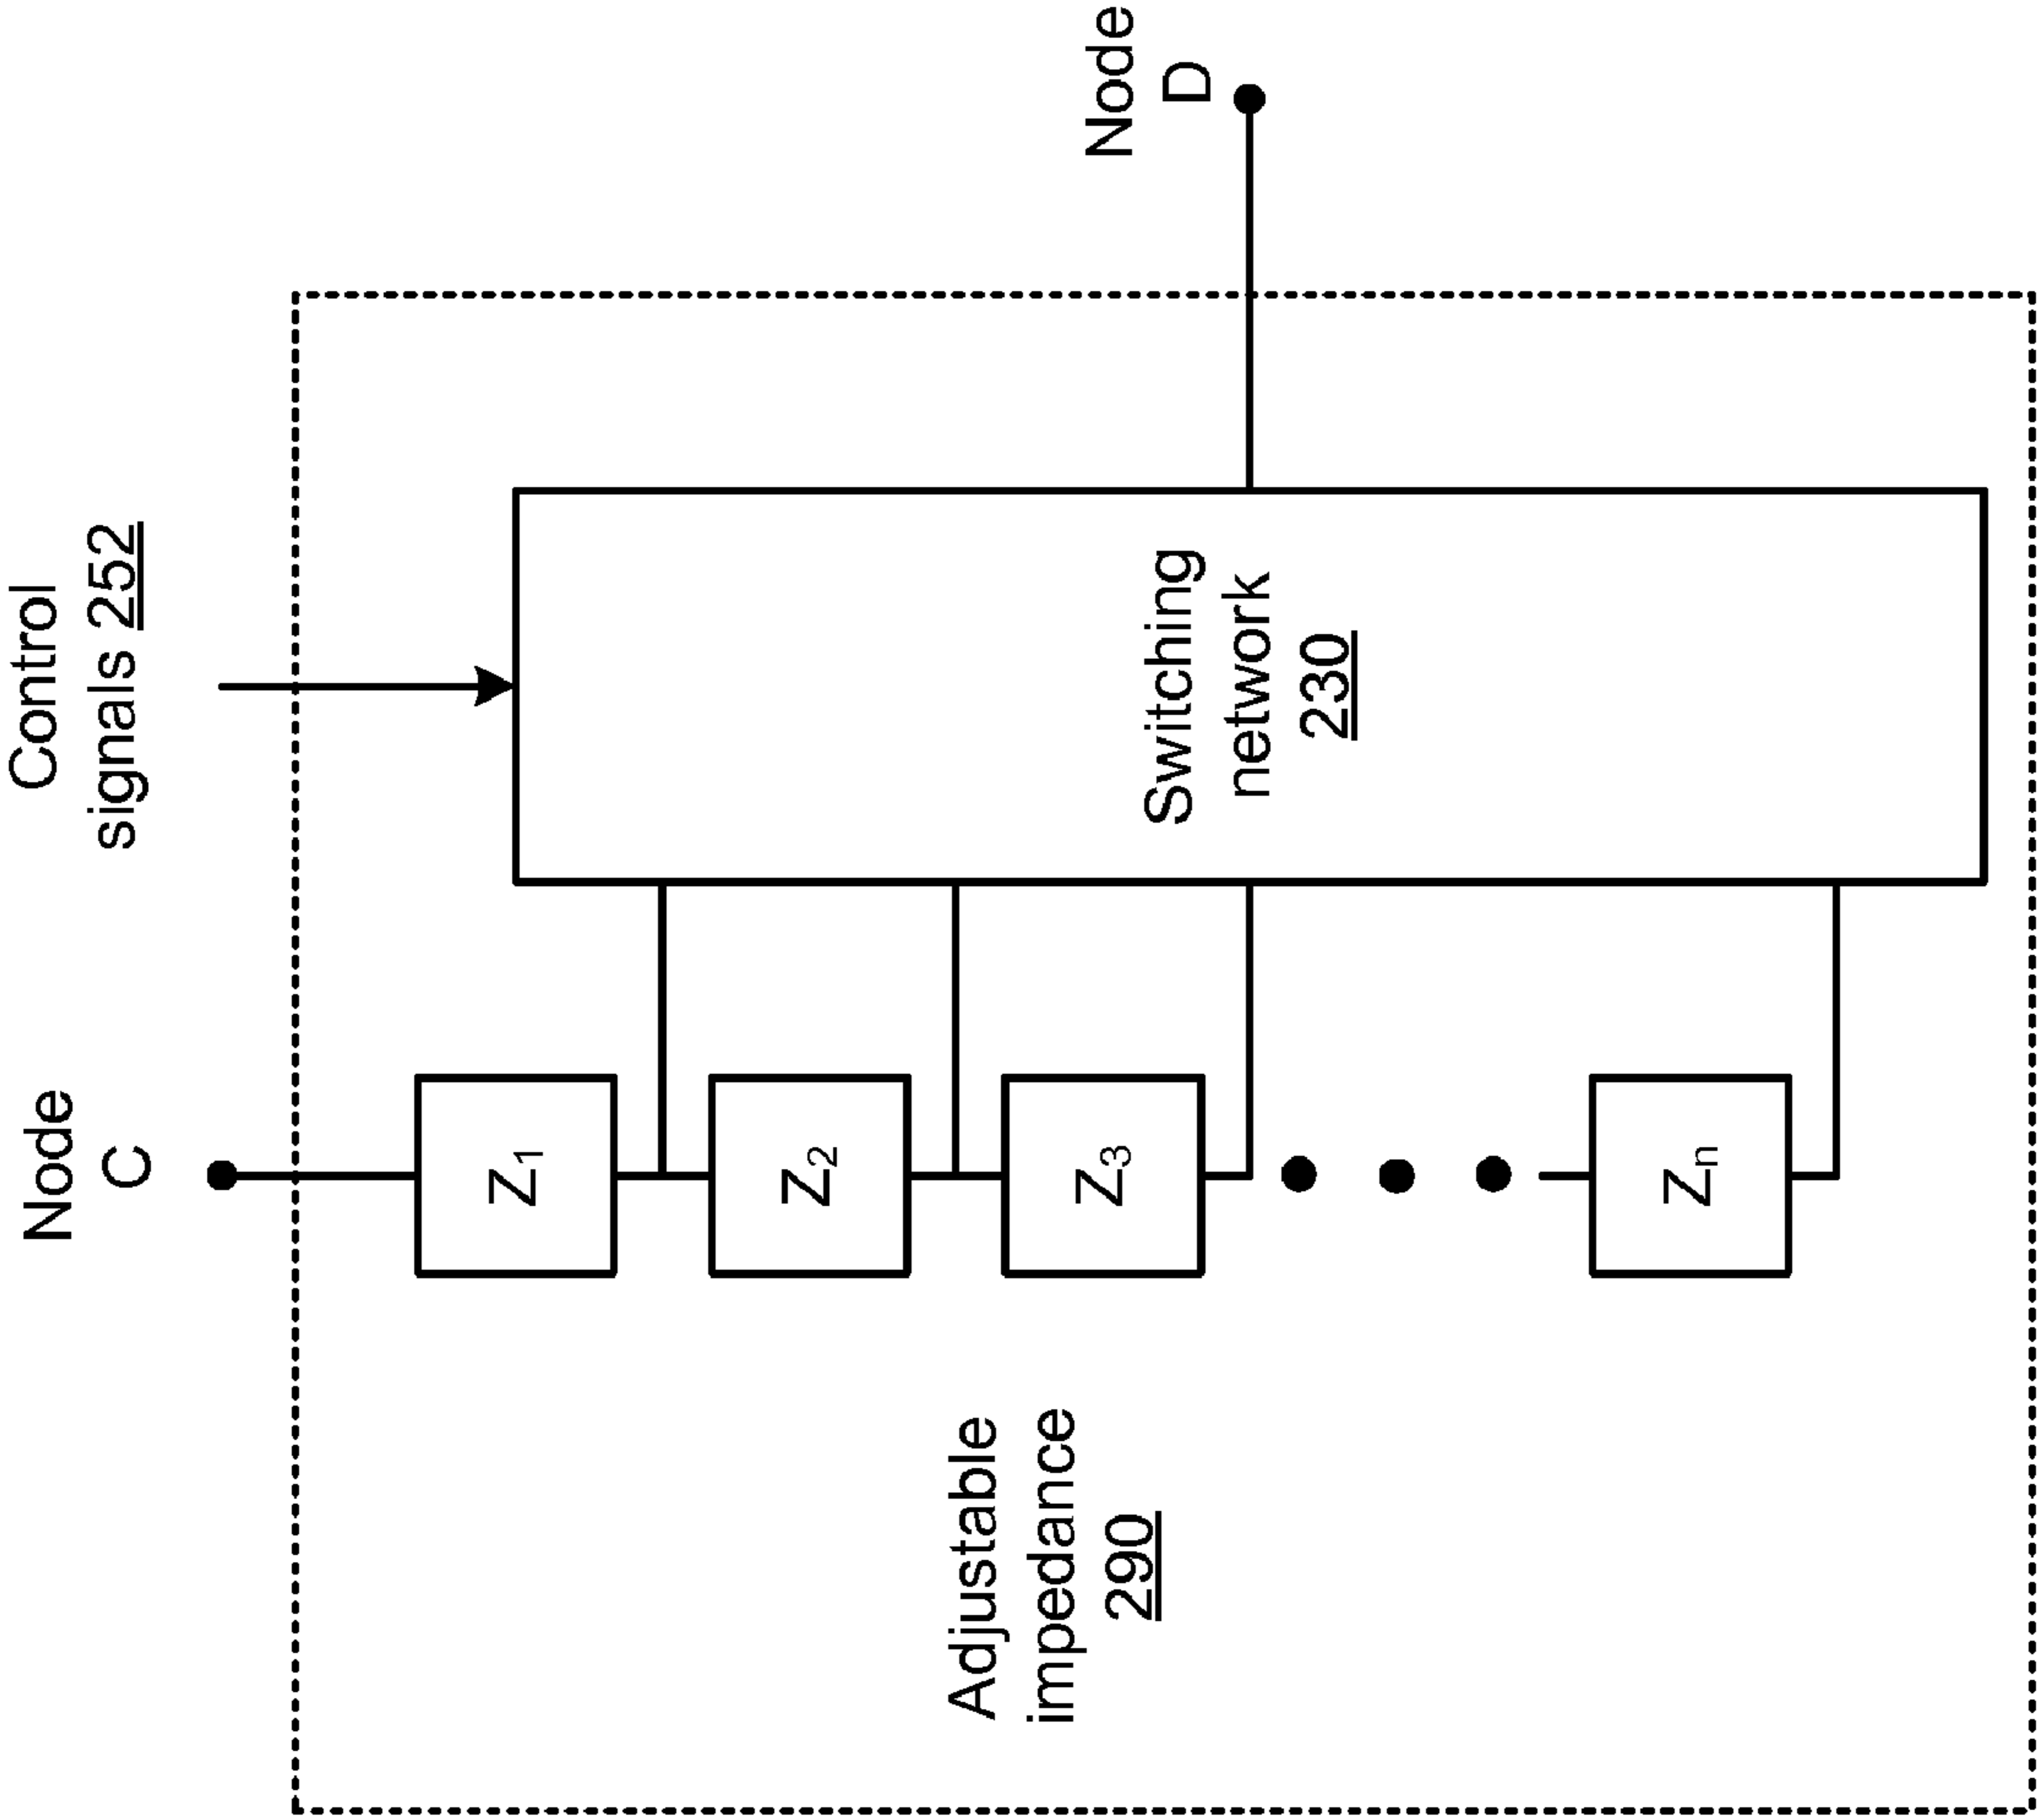 Adjustable
impedance
290
Node
C
Z1
Z2
Z3
Zn
Control
signals 252
Switching
network
230
Node
D